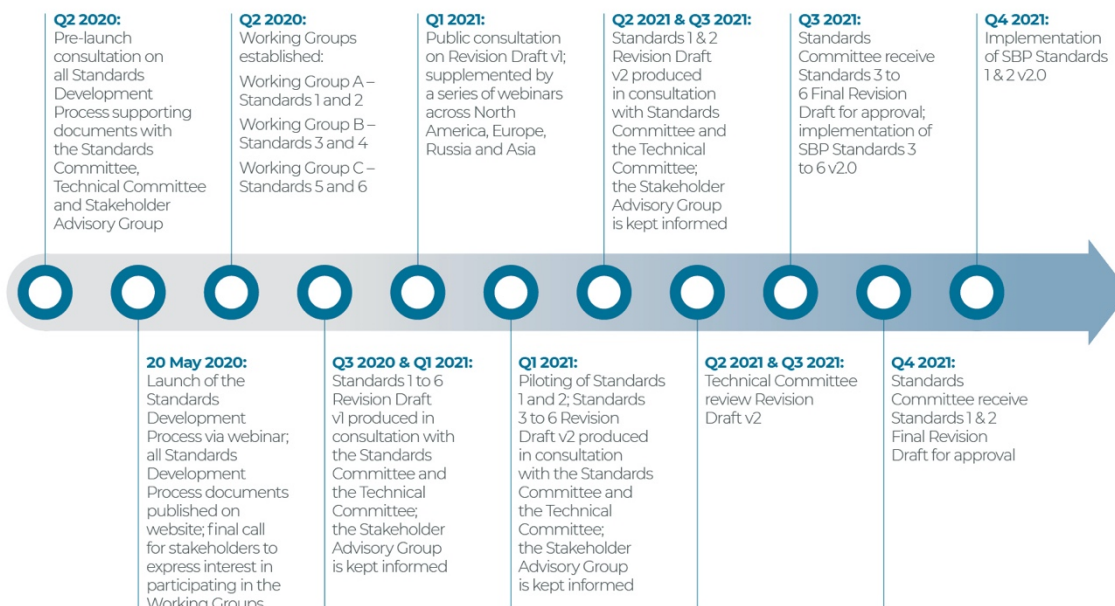 Q2 2020:
Pre-launch
consultation on
all Standards
Development
Process supporting
documents with
the Standards
Committee,
Technical Committee
and Stakeholder
Advisory Group
Q2 2020:
Working Groups
established:
Working Group A –
Standards 1 and 2
Working Group B –
Standards 3 and 4
Working Group C –
Standards 5 and 6
Q1 2021:
Public consultation
on Revision Draft v1;
supplemented by
a series of webinars
across North
America, Europe,
Russia and Asia
Q2 2021 & Q3 2021:
Standards 1 & 2
Revision Draft
v2 produced
in consultation
with Standards
Committee and
the Technical
Committee;
the Stakeholder
Advisory Group
is kept informed
Q3 2021:
Standards
Committee receive
Standards 3 to
6 Final Revision
Draft for approval;
implementation of
SBP Standards 3
to 6 v2.0
Q4 2021:
Implementation
of SBP Standards
1 & 2 v2.0
20 May 2020:
Launch of the
Standards
Development
Process via webinar;
all Standards
Development
Process documents
published on
website; final call
for stakeholders to
express interest in
participating in the
Working Groups
Q3 2020 & Q1 2021:
Standards 1 to 6
Revision Draft
v1 produced in
consultation with
the Standards
Committee and
the Technical
Committee;
the Stakeholder
Advisory Group
is kept informed
Q1 2021:
Piloting of Standards
1 and 2; Standards
3 to 6 Revision
Draft v2 produced
in consultation
with the Standards
Committee and
the Technical
Committee;
the Stakeholder
Advisory Group
is kept informed
Q2 2021 & Q3 2021:
Technical Committee
review Revision
Draft v2
Q4 2021:
Standards
Committee receive
Standards 1 & 2
Final Revision
Draft for approval